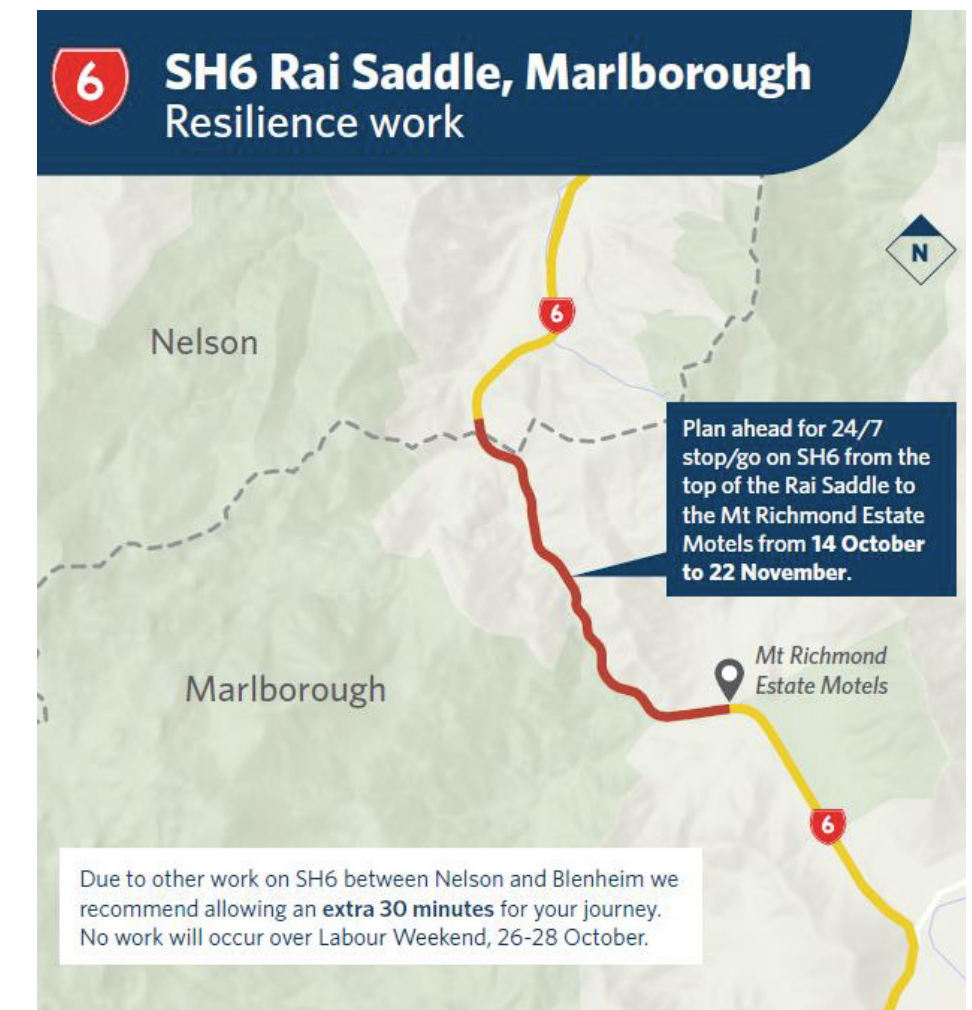 6
SH6 Rai Saddle, Marlborough
Resilience work
N
6
Nelson
Plan ahead for 24/7
stop/go on SH6 from the
top of the Rai Saddle to
the Mt Richmond Estate
Motels from 14 October
to 22 November.
Mt Richmond
Estate Motels
Marlborough
6
Due to other work on SH6 between Nelson and Blenheim we
recommend allowing an extra 30 minutes for your journey.
No work will occur over Labour Weekend, 26-28 October.